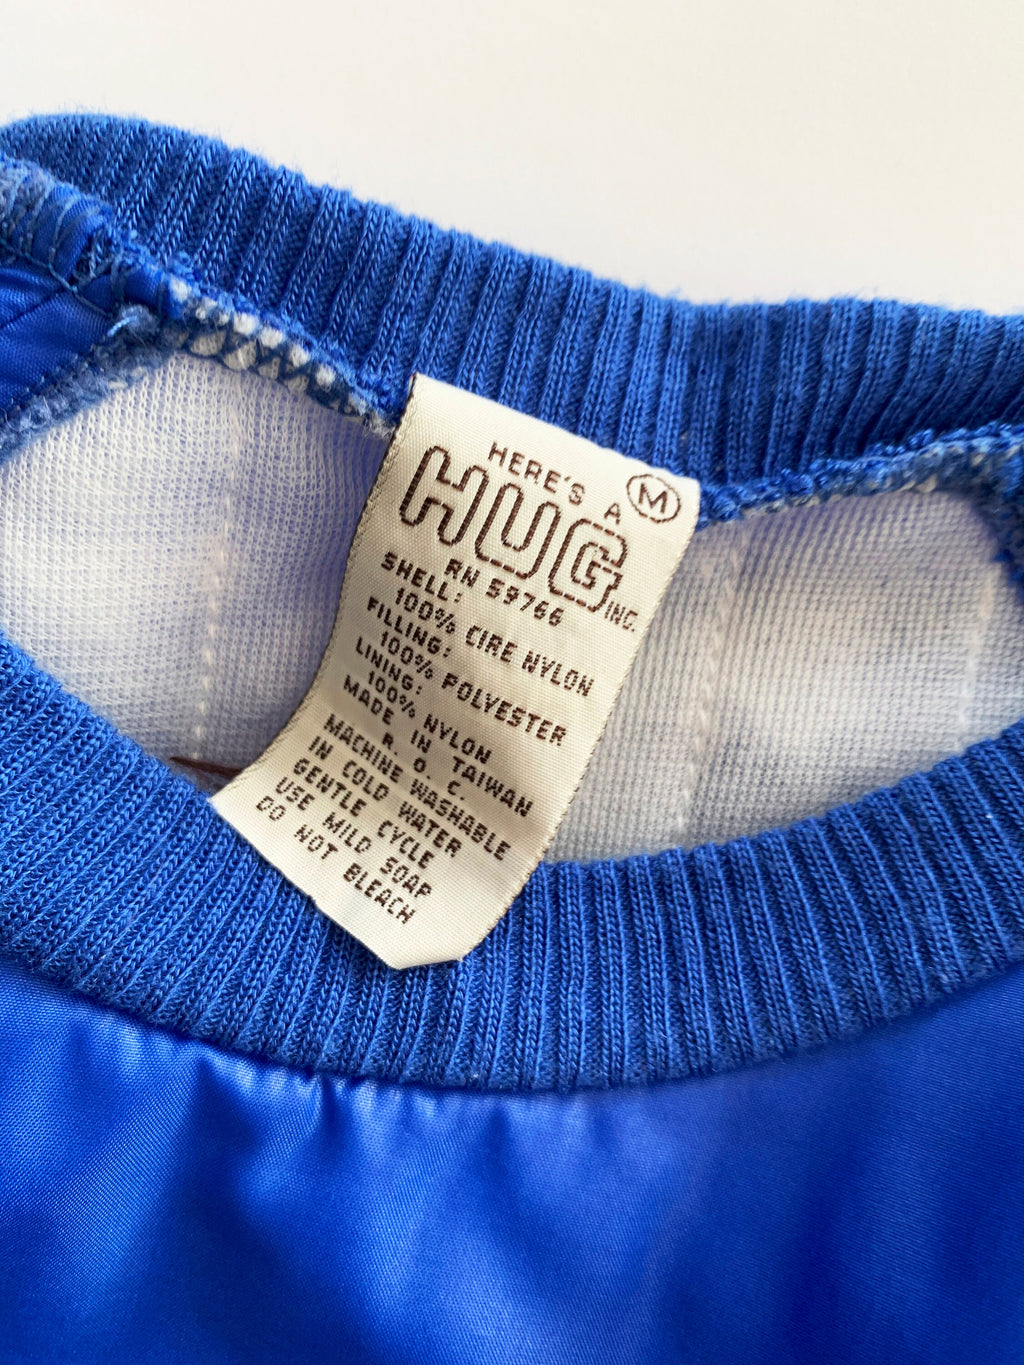 HERE'S A M
HUG INC.
RN 59766
SHELL:
100% CIRE NYLON
FILLING:
100% POLYESTER
LINING:
100% NYLON
MADE IN TAIWAN
R. O. C.
MACHINE WASHABLE
IN COLD WATER
GENTLE CYCLE
USE MILD SOAP
DO NOT BLEACH